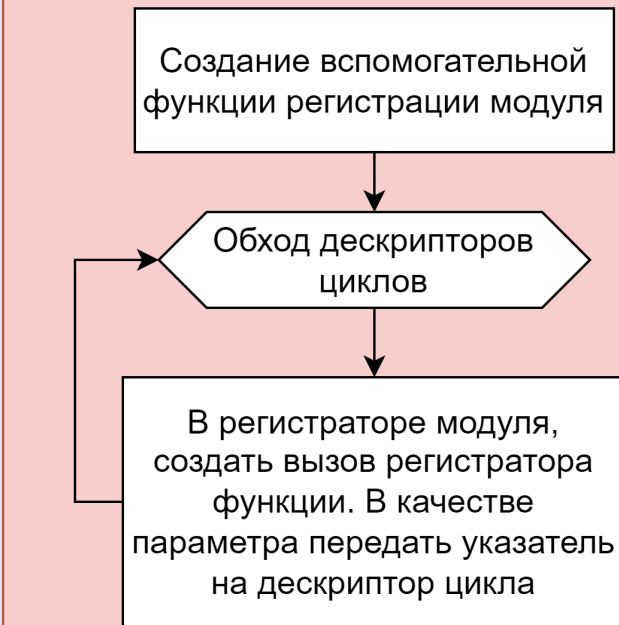 Создание вспомогательной
функции регистрации модуля
Обход дескрипторов
циклов
В регистраторе модуля,
создать вызов регистратора
функции. В качестве
параметра передать указатель
на дескриптор цикла